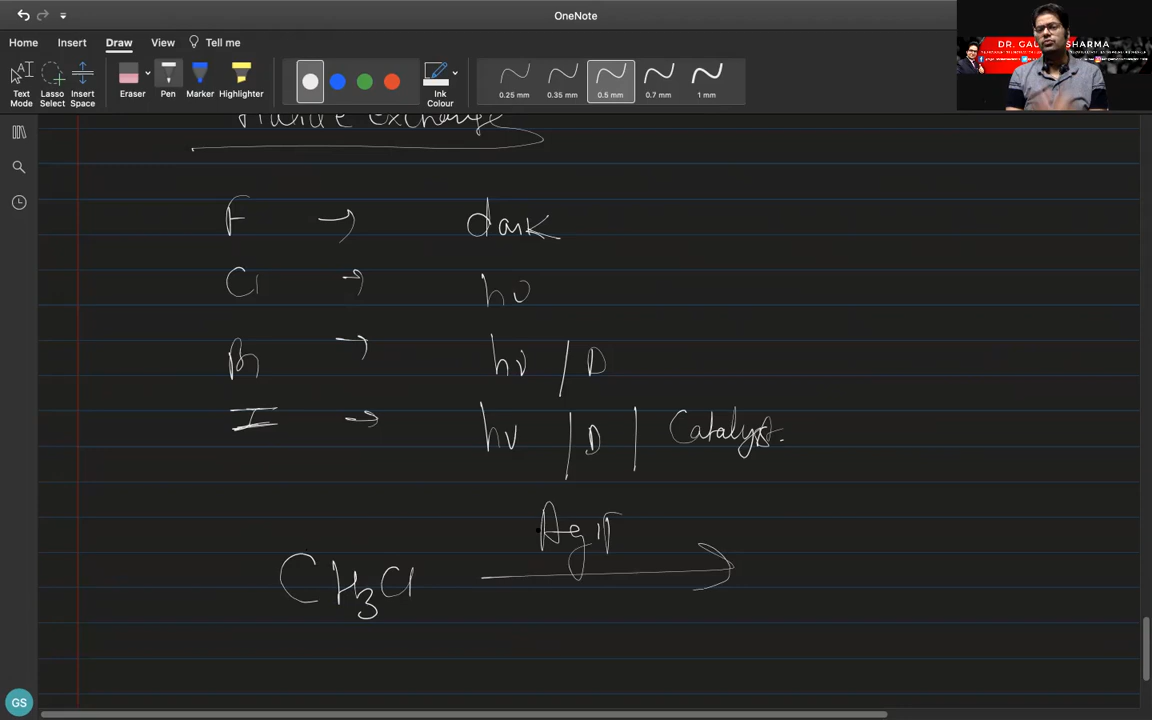 OneNote
Home Insert Draw View Tell me
Text Mode Lasso Select Insert Space Eraser Pen Marker Highlighter Ink Colour 0.25 mm 0.35 mm 0.5 mm 0.7 mm 1 mm
DR. GAU SHARMA
exchange
F → dark
Cl → hν
Br → hν / D
I → hν | D | Catalyst.
AgF
CH3Cl →
GS